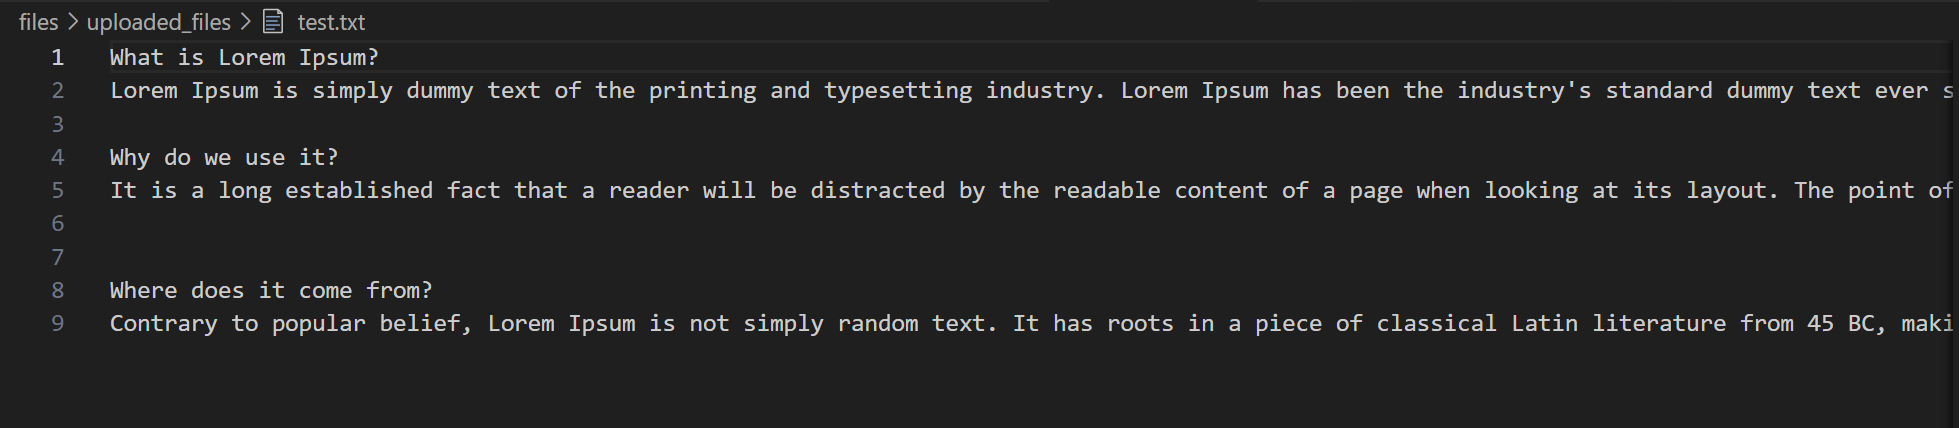 files > uploaded_files > test.txt
1 What is Lorem Ipsum?
2 Lorem Ipsum is simply dummy text of the printing and typesetting industry. Lorem Ipsum has been the industry's standard dummy text ever s
3
4 Why do we use it?
5 It is a long established fact that a reader will be distracted by the readable content of a page when looking at its layout. The point of
6
7
8 Where does it come from?
9 Contrary to popular belief, Lorem Ipsum is not simply random text. It has roots in a piece of classical Latin literature from 45 BC, maki